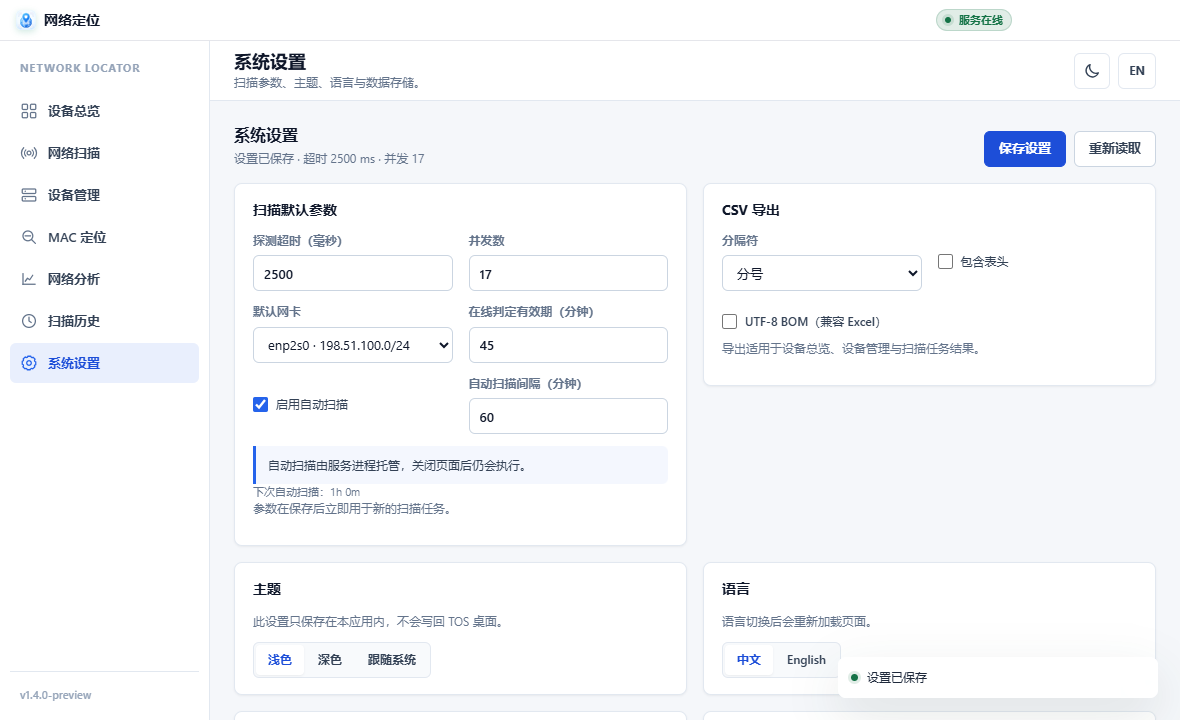 网络定位
服务在线
NETWORK LOCATOR
设备总览
网络扫描
设备管理
MAC 定位
网络分析
扫描历史
系统设置
v1.4.0-preview
系统设置
扫描参数、主题、语言与数据存储。
EN
系统设置
设置已保存 · 超时 2500 ms · 并发 17
保存设置
重新读取
扫描默认参数
探测超时（毫秒）
并发数
2500
17
默认网卡
在线判定有效期（分钟）
enp2s0 · 198.51.100.0/24
45
自动扫描间隔（分钟）
启用自动扫描
60
自动扫描由服务进程托管，关闭页面后仍会执行。
下次自动扫描：1h 0m
参数在保存后立即用于新的扫描任务。
CSV 导出
分隔符
分号
包含表头
UTF-8 BOM（兼容 Excel）
导出适用于设备总览、设备管理与扫描任务结果。
主题
此设置只保存在本应用内，不会写回 TOS 桌面。
浅色
深色
跟随系统
语言
语言切换后会重新加载页面。
中文
English
设置已保存